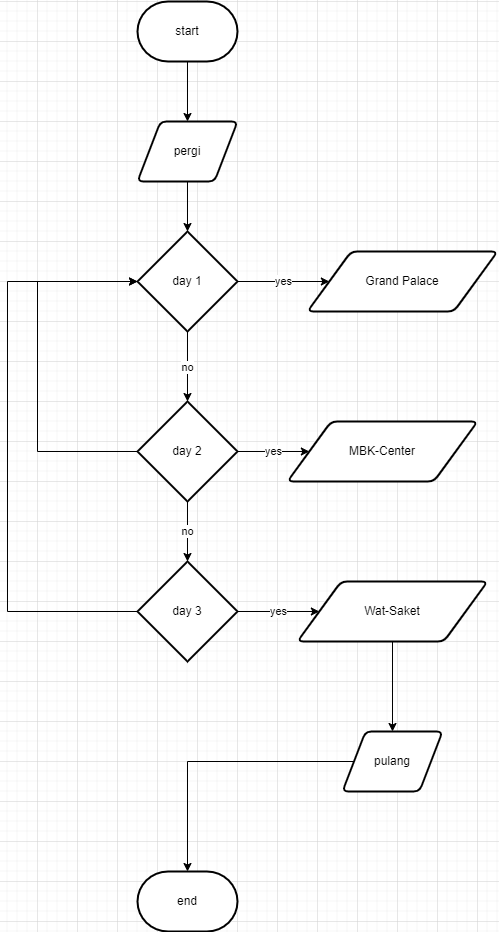 start
pergi
day 1
yes
Grand Palace
no
day 2
yes
MBK-Center
no
day 3
yes
Wat-Saket
pulang
end